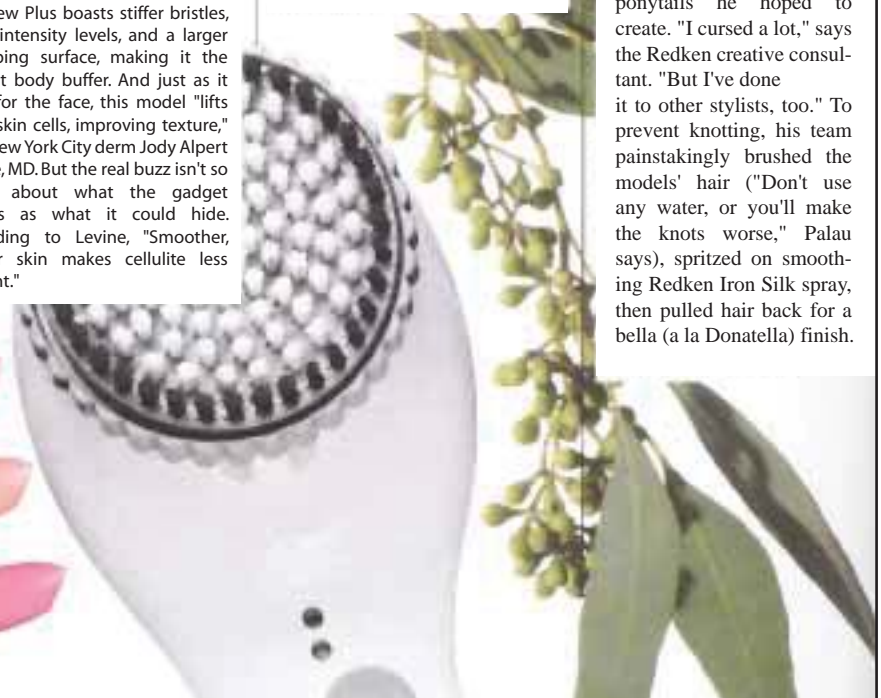 ew Plus boasts stiffer bristles,
intensity levels, and a larger
ping surface, making it the
t body buffer. And just as it
for the face, this model "lifts
skin cells, improving texture,"
ew York City derm Jody Alpert
e, MD. But the real buzz isn't so
about what the gadget
s as what it could hide.
ding to Levine, "Smoother,
r skin makes cellulite less
nt."
ponytails he hoped to
create. "I cursed a lot," says
the Redken creative consul-
tant. "But I've done
it to other stylists, too." To
prevent knotting, his team
painstakingly brushed the
models' hair ("Don't use
any water, or you'll make
the knots worse," Palau
says), spritzed on smooth-
ing Redken Iron Silk spray,
then pulled hair back for a
bella (a la Donatella) finish.